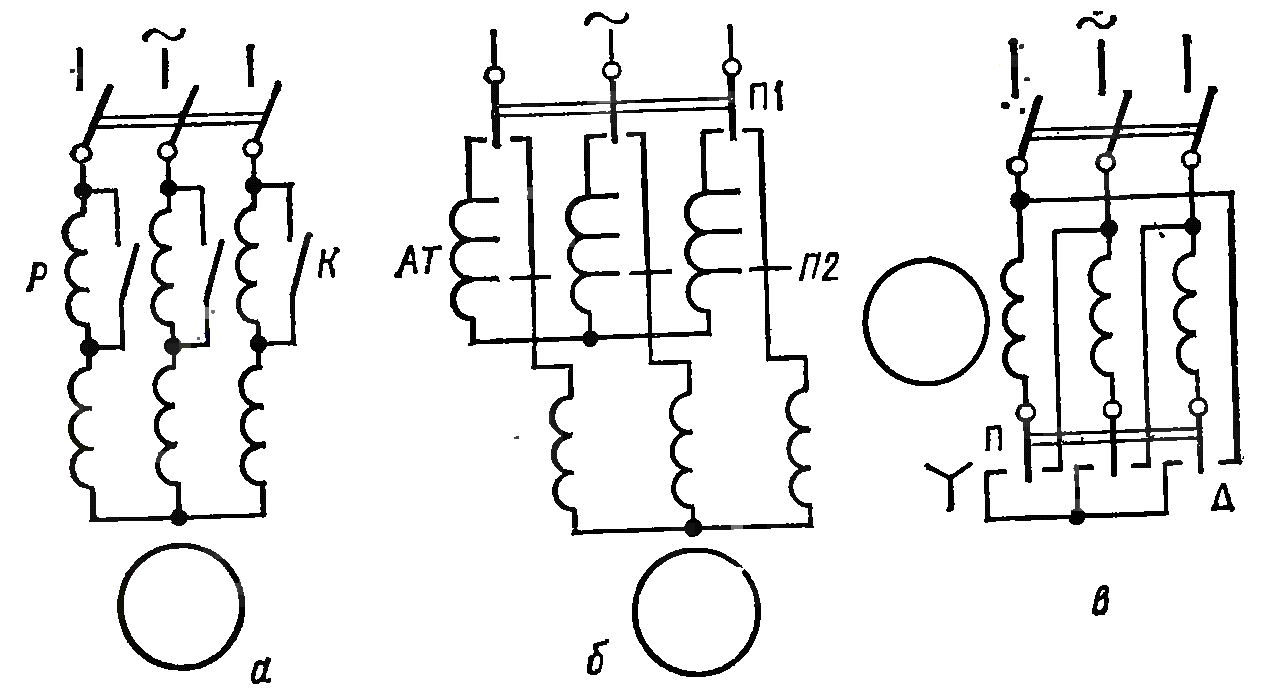 ~ ~ ~
П1
Р К АТ П2
П
Y Δ
а б в